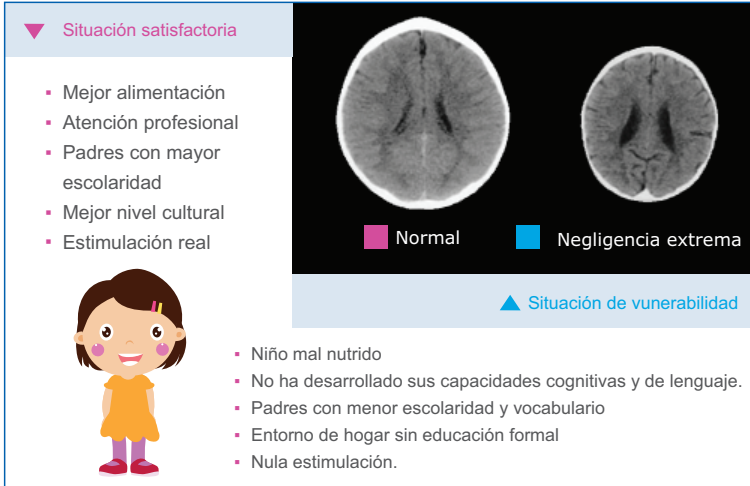 Situación satisfactoria
Mejor alimentación
Atención profesional
Padres con mayor
escolaridad
Mejor nivel cultural
Estimulación real
Normal
Negligencia extrema
Situación de vunerabilidad
Niño mal nutrido
No ha desarrollado sus capacidades cognitivas y de lenguaje.
Padres con menor escolaridad y vocabulario
Entorno de hogar sin educación formal
Nula estimulación.